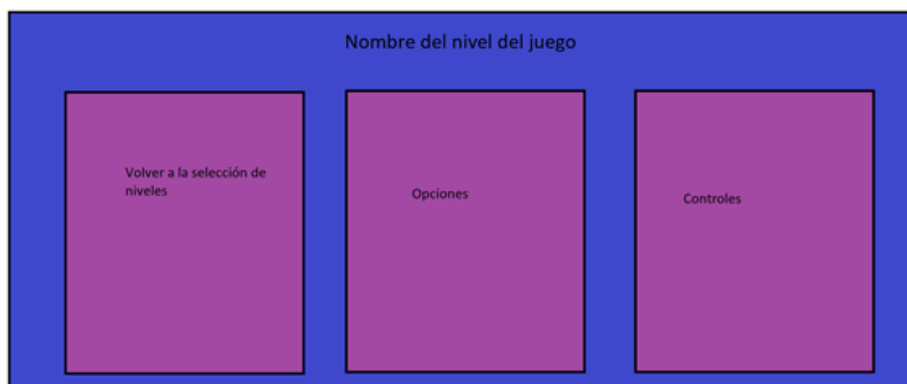 Nombre del nivel del juego
Volver a la selección de
niveles
Opciones
Controles